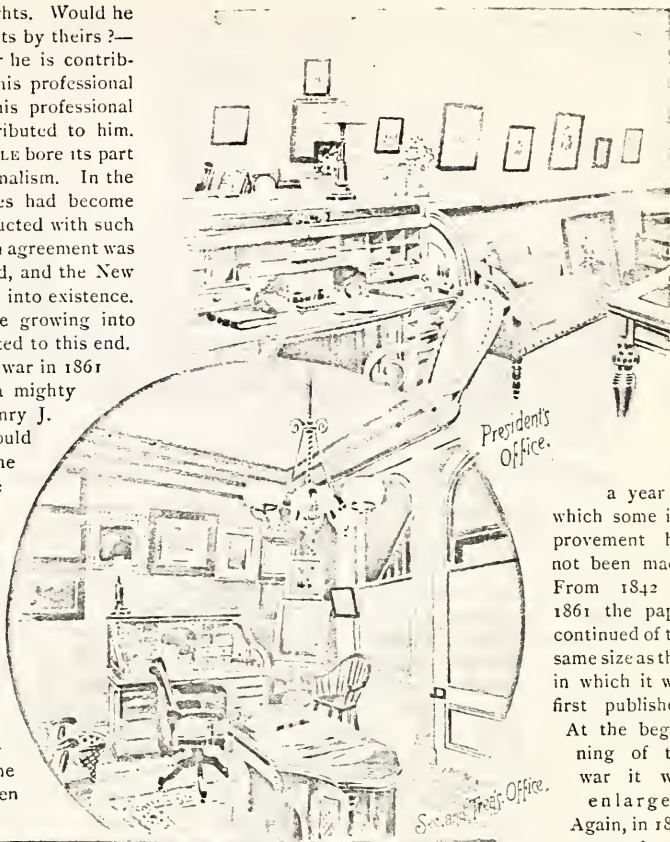 hts. Would he
ts by theirs ?—
he is contrib-
his professional
his professional
ributed to him.
LE bore its part
nalism. In the
es had become
ucted with such
agreement was
d, and the New
into existence.
e growing into
ted to this end.
war in 1861
a mighty
nry J.
ould
President's
Office.
a year
which some i
provement h
not been mad
From 1842
1861 the pap
continued of t
same size as th
in which it w
first publishe
At the beg
ning of t
war it w
enlarge
Again, in 18
Sec. and Treas. Office.